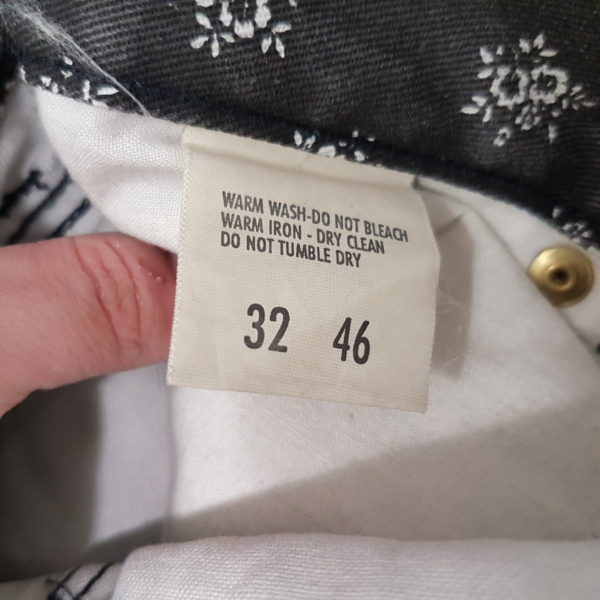 WARM WASH-DO NOT BLEACH
WARM IRON - DRY CLEAN
DO NOT TUMBLE DRY
32 46